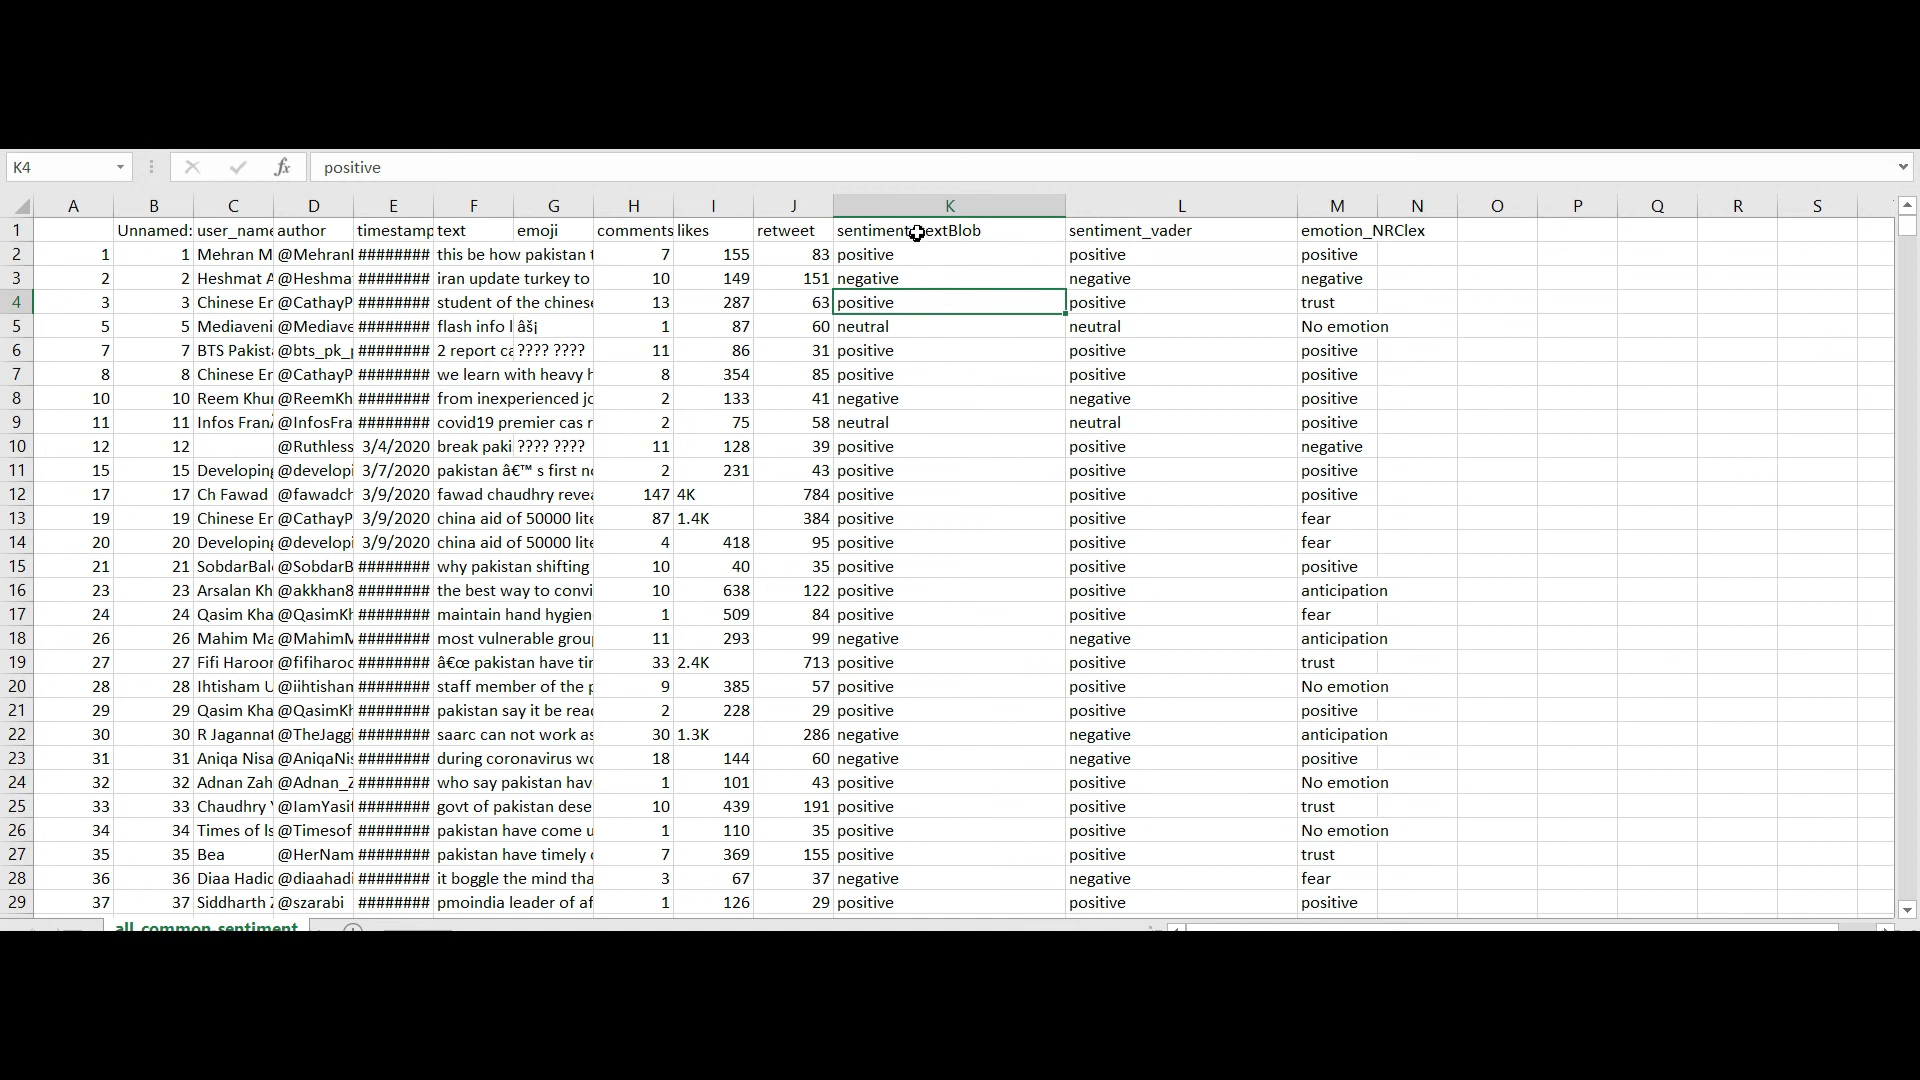 K4 fx positive
A B C D E F G H I J K L M N O P Q R S
1 Unnamed: user_name author timestamp text emoji comments likes retweet sentiment_TextBlob sentiment_vader emotion_NRClex
2 1 1 Mehran M @Mehran ######## this be how pakistan 7 155 83 positive positive positive
3 2 2 Heshmat A @Heshma ######## iran update turkey to 10 149 151 negative negative negative
4 3 3 Chinese Er @CathayP ######## student of the chinese 13 287 63 positive positive trust
5 5 5 Mediaveni @Mediave ######## flash info l âš¡ 1 87 60 neutral neutral No emotion
6 7 7 BTS Pakist @bts_pk_ ######## 2 report ca ???? ???? 11 86 31 positive positive positive
7 8 8 Chinese Er @CathayP ######## we learn with heavy h 8 354 85 positive positive positive
8 10 10 Reem Khu @ReemKh ######## from inexperienced jo 2 133 41 negative negative positive
9 11 11 Infos FranÃ @InfosFra ######## covid19 premier cas r 2 75 58 neutral neutral positive
10 12 12 @Ruthless 3/4/2020 break paki ???? ???? 11 128 39 positive positive negative
11 15 15 Developing @developi 3/7/2020 pakistan â€™ s first no 2 231 43 positive positive positive
12 17 17 Ch Fawad @fawadch 3/9/2020 fawad chaudhry revea 147 4K 784 positive positive positive
13 19 19 Chinese Er @CathayP 3/9/2020 china aid of 50000 lite 87 1.4K 384 positive positive fear
14 20 20 Developing @developi 3/9/2020 china aid of 50000 lite 4 418 95 positive positive fear
15 21 21 SobdarBal @SobdarB ######## why pakistan shifting 10 40 35 positive positive positive
16 23 23 Arsalan Kh @akkhan8 ######## the best way to convi 10 638 122 positive positive anticipation
17 24 24 Qasim Kha @QasimKh ######## maintain hand hygien 1 509 84 positive positive fear
18 26 26 Mahim Ma @MahimM ######## most vulnerable grou 11 293 99 negative negative anticipation
19 27 27 Fifi Haroor @fifiharoo ######## â€œ pakistan have tim 33 2.4K 713 positive positive trust
20 28 28 Ihtisham U @iihtisham ######## staff member of the p 9 385 57 positive positive No emotion
21 29 29 Qasim Kha @QasimKh ######## pakistan say it be read 2 228 29 positive positive positive
22 30 30 R Jagannat @TheJaggi ######## saarc can not work as 30 1.3K 286 negative negative anticipation
23 31 31 Aniqa Nisa @AniqaNis ######## during coronavirus wo 18 144 60 negative negative positive
24 32 32 Adnan Zah @Adnan_Z ######## who say pakistan hav 1 101 43 positive positive No emotion
25 33 33 Chaudhry @IamYasif ######## govt of pakistan dese 10 439 191 positive positive trust
26 34 34 Times of Is @Timesof ######## pakistan have come u 1 110 35 positive positive No emotion
27 35 35 Bea @HerNam ######## pakistan have timely 7 369 155 positive positive trust
28 36 36 Diaa Hadid @diaahadi ######## it boggle the mind tha 3 67 37 negative negative fear
29 37 37 Siddharth @szarabi ######## pmoindia leader of af 1 126 29 positive positive positive
all_common_sentiment